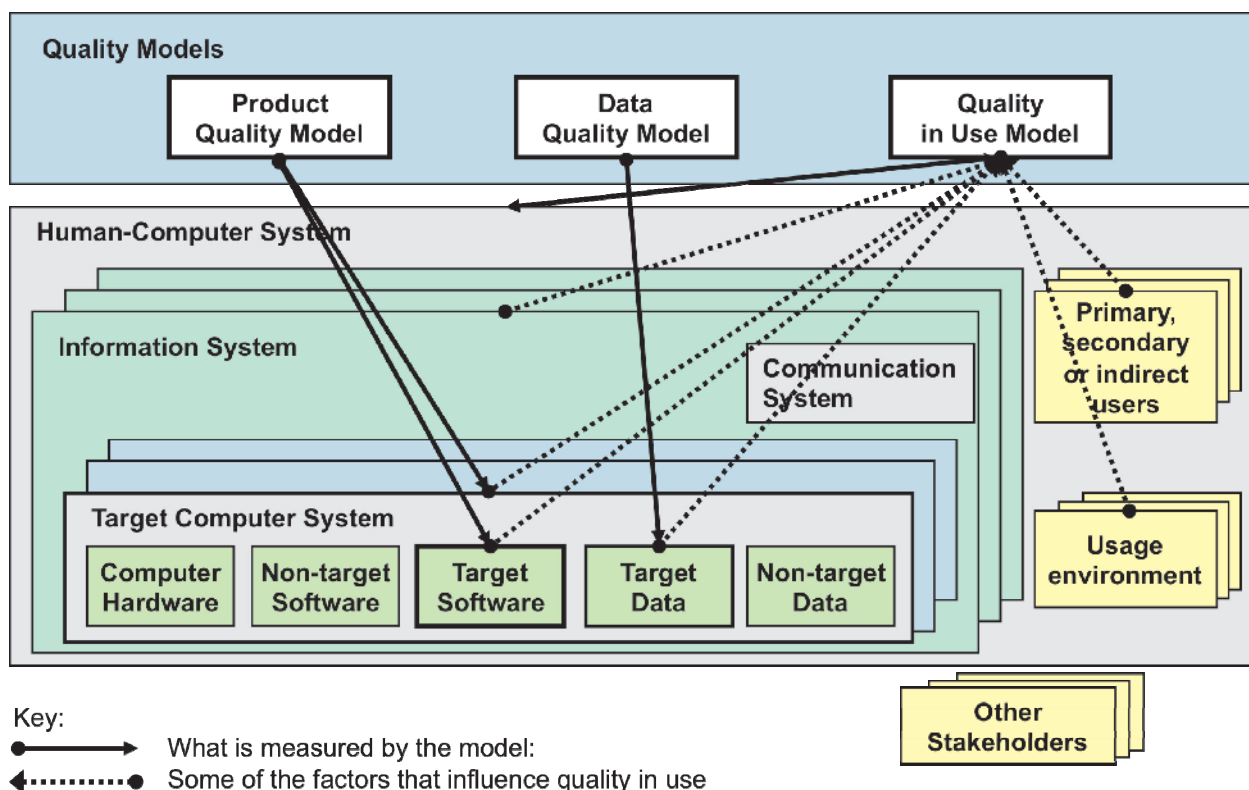 Quality Models
Product
Quality Model
Data
Quality Model
Quality
in Use Model
Human-Computer System
Information System
Communication
System
Primary,
secondary
or indirect
users
Target Computer System
Computer
Hardware
Non-target
Software
Target
Software
Target
Data
Non-target
Data
Usage
environment
Other
Stakeholders
Key:
What is measured by the model:
Some of the factors that influence quality in use